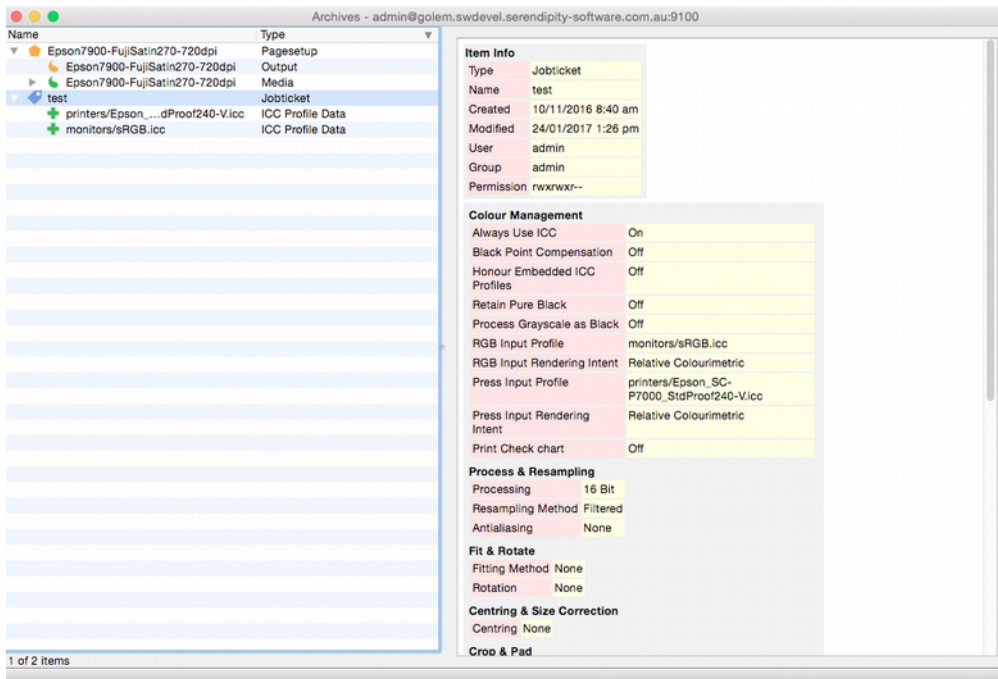 Archives - admin@golem.swdevel.serendipity-software.com.au:9100
Name Type
Epson7900-FujiSatin270-720dpi Pagesetup
Epson7900-FujiSatin270-720dpi Output
Epson7900-FujiSatin270-720dpi Media
test Jobticket
printers/Epson_...dProof240-V.icc ICC Profile Data
monitors/sRGB.icc ICC Profile Data
1 of 2 items
Item Info
Type Jobticket
Name test
Created 10/11/2016 8:40 am
Modified 24/01/2017 1:26 pm
User admin
Group admin
Permission rwxrwxr--
Colour Management
Always Use ICC On
Black Point Compensation Off
Honour Embedded ICC Off
Profiles
Retain Pure Black Off
Process Grayscale as Black Off
RGB Input Profile monitors/sRGB.icc
RGB Input Rendering Intent Relative Colourimetric
Press Input Profile printers/Epson_SC-
P7000_StdProof240-V.icc
Press Input Rendering Relative Colourimetric
Intent
Print Check chart Off
Process & Resampling
Processing 16 Bit
Resampling Method Filtered
Antialiasing None
Fit & Rotate
Fitting Method None
Rotation None
Centring & Size Correction
Centring None
Crop & Pad